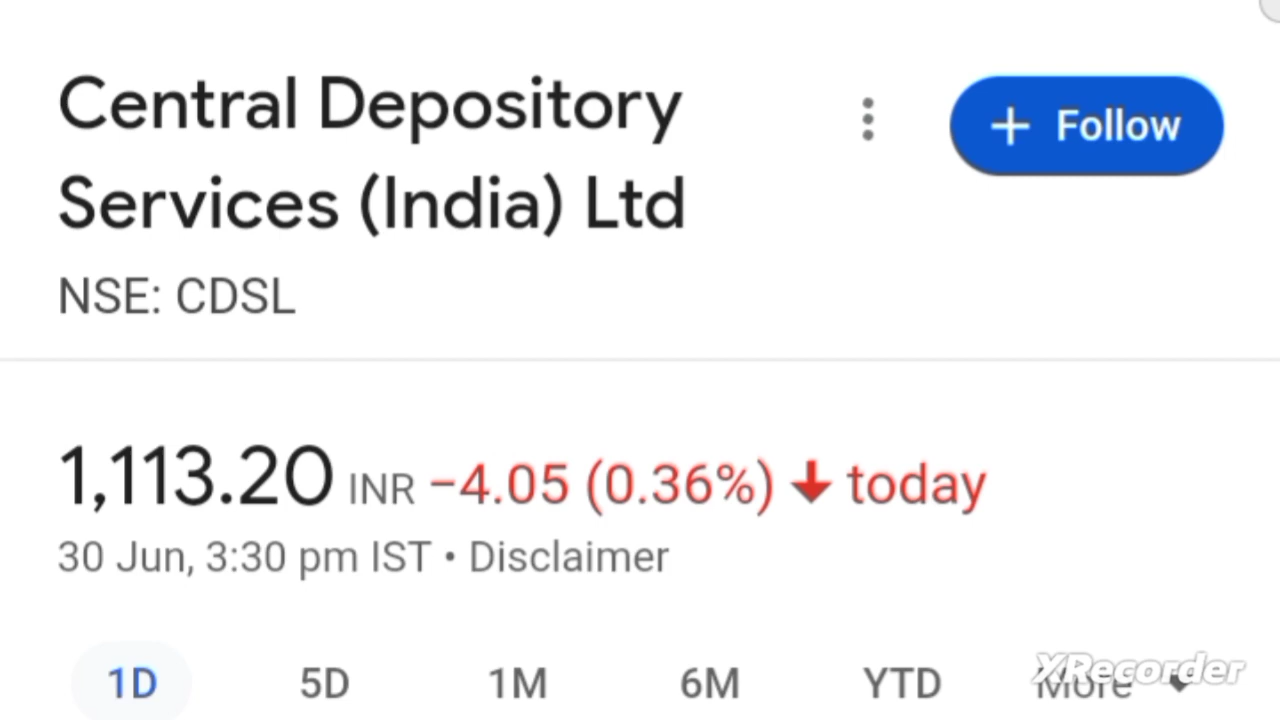 Central Depository
Services (India) Ltd
+ Follow
NSE: CDSL
1,113.20 INR −4.05 (0.36%) ↓ today
30 Jun, 3:30 pm IST • Disclaimer
1D 5D 1M 6M YTD More
XRecorder